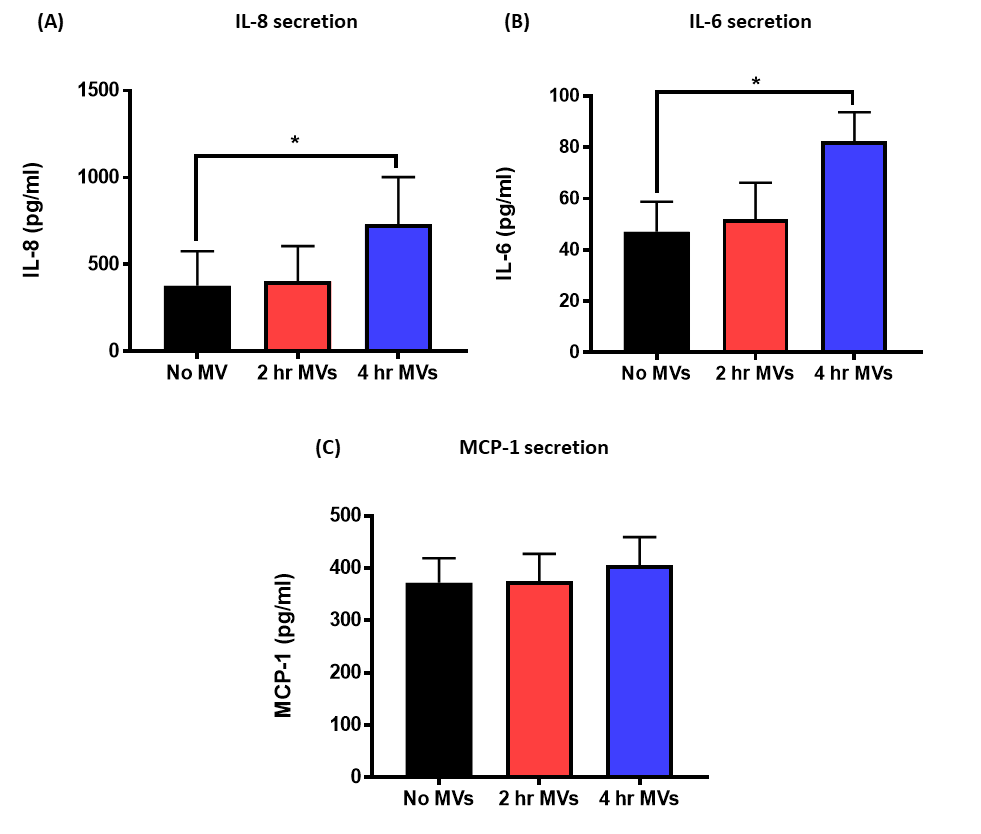 (A) IL-8 secretion
IL-8 (pg/ml)
1500
1000
500
0
*
No MV 2 hr MVs 4 hr MVs
(B) IL-6 secretion
IL-6 (pg/ml)
100
80
60
40
20
0
*
No MVs 2 hr MVs 4 hr MVs
(C) MCP-1 secretion
MCP-1 (pg/ml)
500
400
300
200
100
0
No MVs 2 hr MVs 4 hr MVs